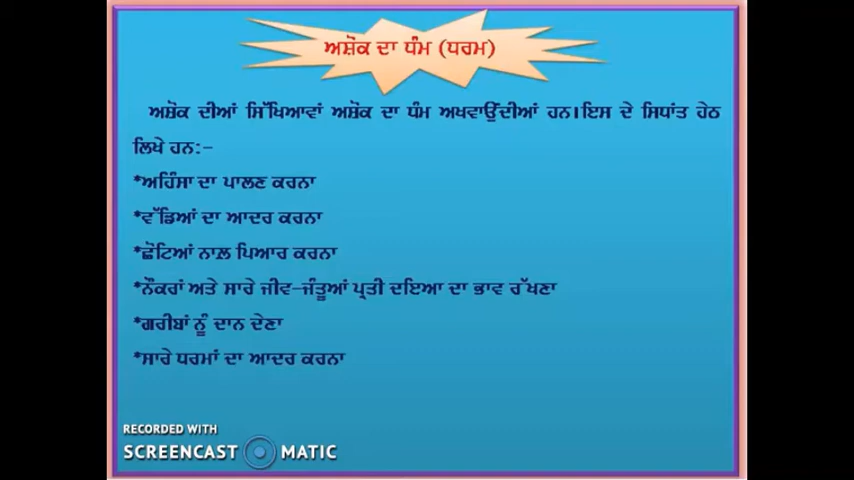 ਅਸ਼ੋਕ ਦਾ ਧੰਮ (ਧਰਮ)
ਅਸ਼ੋਕ ਦੀਆਂ ਸਿੱਖਿਆਵਾਂ ਅਸ਼ੋਕ ਦਾ ਧੰਮ ਅਖਵਾਉਂਦੀਆਂ ਹਨ।ਇਸ ਦੇ ਸਿਧਾਂਤ ਹੇਠ
ਲਿਖੇ ਹਨ:-
*ਅਹਿੰਸਾ ਦਾ ਪਾਲਣ ਕਰਨਾ
*ਵੱਡਿਆਂ ਦਾ ਆਦਰ ਕਰਨਾ
*ਛੋਟਿਆਂ ਨਾਲ਼ ਪਿਆਰ ਕਰਨਾ
*ਨੌਕਰਾਂ ਅਤੇ ਸਾਰੇ ਜੀਵ-ਜੰਤੂਆਂ ਪ੍ਰਤੀ ਦਇਆ ਦਾ ਭਾਵ ਰੱਖਣਾ
*ਗਰੀਬਾਂ ਨੂੰ ਦਾਨ ਦੇਣਾ
*ਸਾਰੇ ਧਰਮਾਂ ਦਾ ਆਦਰ ਕਰਨਾ
RECORDED WITH
SCREENCAST MATIC